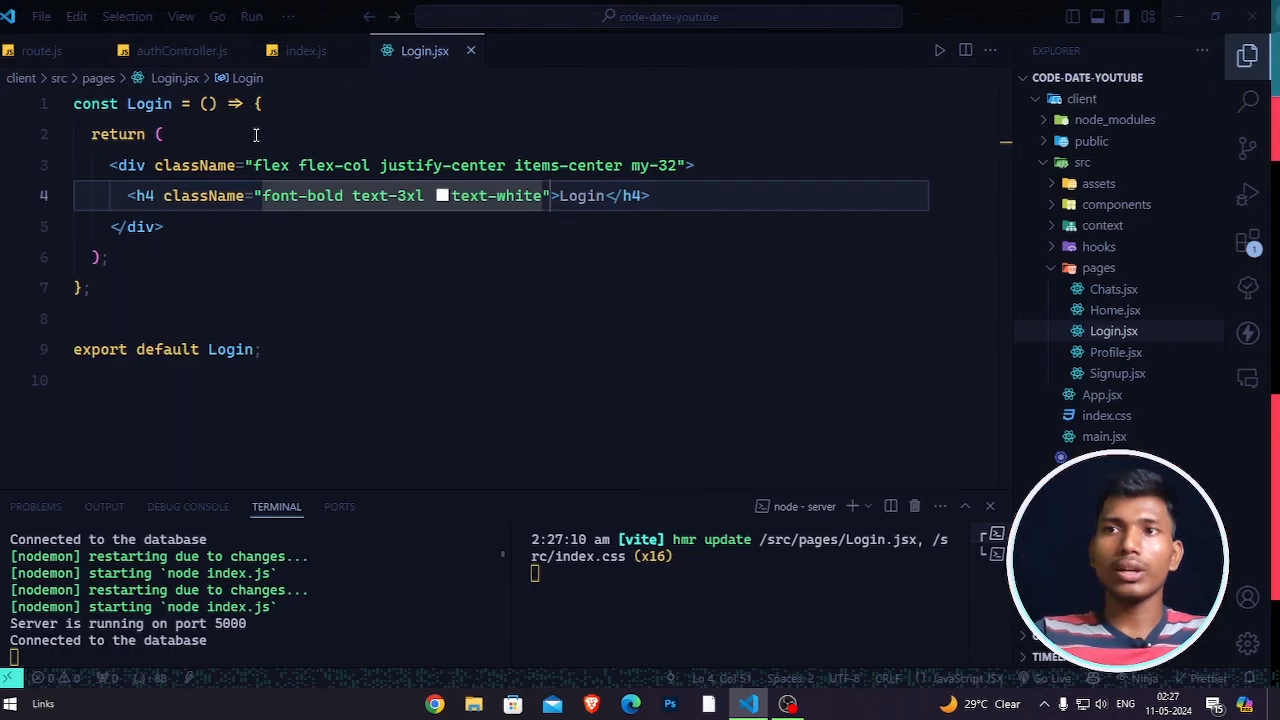 File Edit Selection View Go Run ··· code-date-youtube
route.js authController.js index.js Login.jsx
client > src > pages > Login.jsx > Login
1 const Login = () => {
2 return (
3 <div className="flex flex-col justify-center items-center my-32">
4 <h4 className="font-bold text-3xl text-white">Login</h4>
5 </div>
6 );
7 };
8
9 export default Login;
10
EXPLORER
CODE-DATE-YOUTUBE
client
node_modules
public
src
assets
components
context
hooks
pages
Chats.jsx
Home.jsx
Login.jsx
Profile.jsx
Signup.jsx
App.jsx
index.css
main.jsx
TIMEL
1
PROBLEMS OUTPUT DEBUG CONSOLE TERMINAL PORTS node - server
Connected to the database
[nodemon] restarting due to changes...
[nodemon] starting `node index.js`
[nodemon] restarting due to changes...
[nodemon] starting `node index.js`
Server is running on port 5000
Connected to the database
2:27:10 am [vite] hmr update /src/pages/Login.jsx, /s
rc/index.css (x16)
0 0 0 88 Ln 4, Col 51 Spaces: 2 UTF-8 CRLF JavaScript JSX Go Live Ninja Prettier
Links 29°C Clear ENG 02:27
11-05-2024